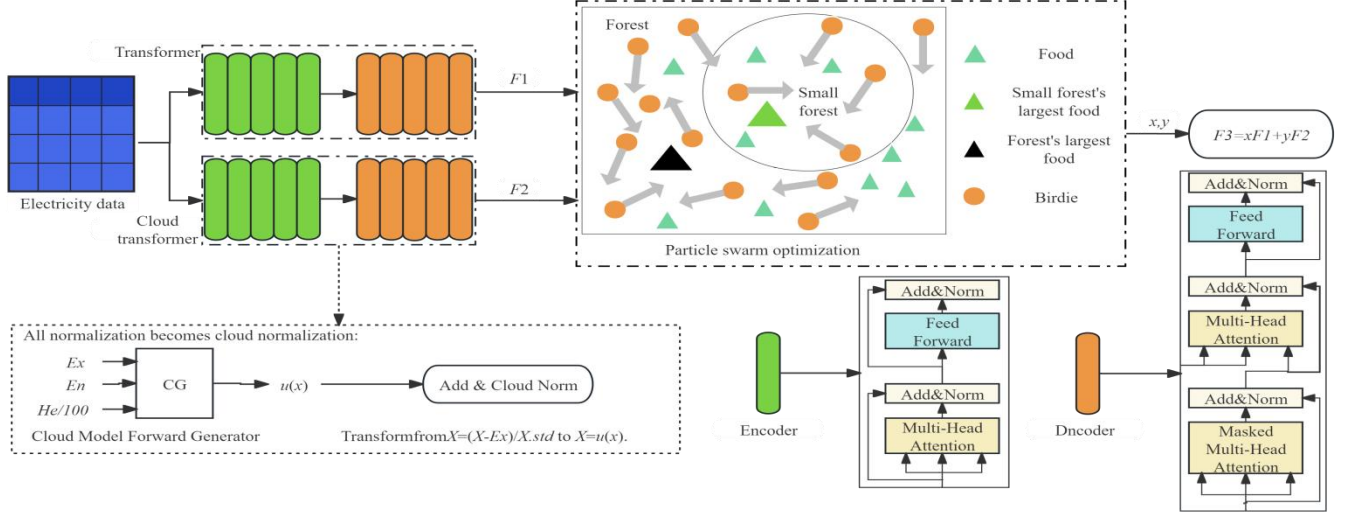 Transformer
Electricity data
Cloud
transformer
F1
F2
Forest
Small
forest
Particle swarm optimization
Food
Small forest's
largest food
Forest's largest
food
Birdie
x,y
F3=xF1+yF2
All normalization becomes cloud normalization:
Ex
En
He/100
CG
u(x)
Add & Cloud Norm
Cloud Model Forward Generator
TransformfromX=(X-Ex)/X.std to X=u(x).
Encoder
Add&Norm
Feed
Forward
Add&Norm
Multi-Head
Attention
Dncoder
Add&Norm
Feed
Forward
Add&Norm
Multi-Head
Attention
Add&Norm
Masked
Multi-Head
Attention